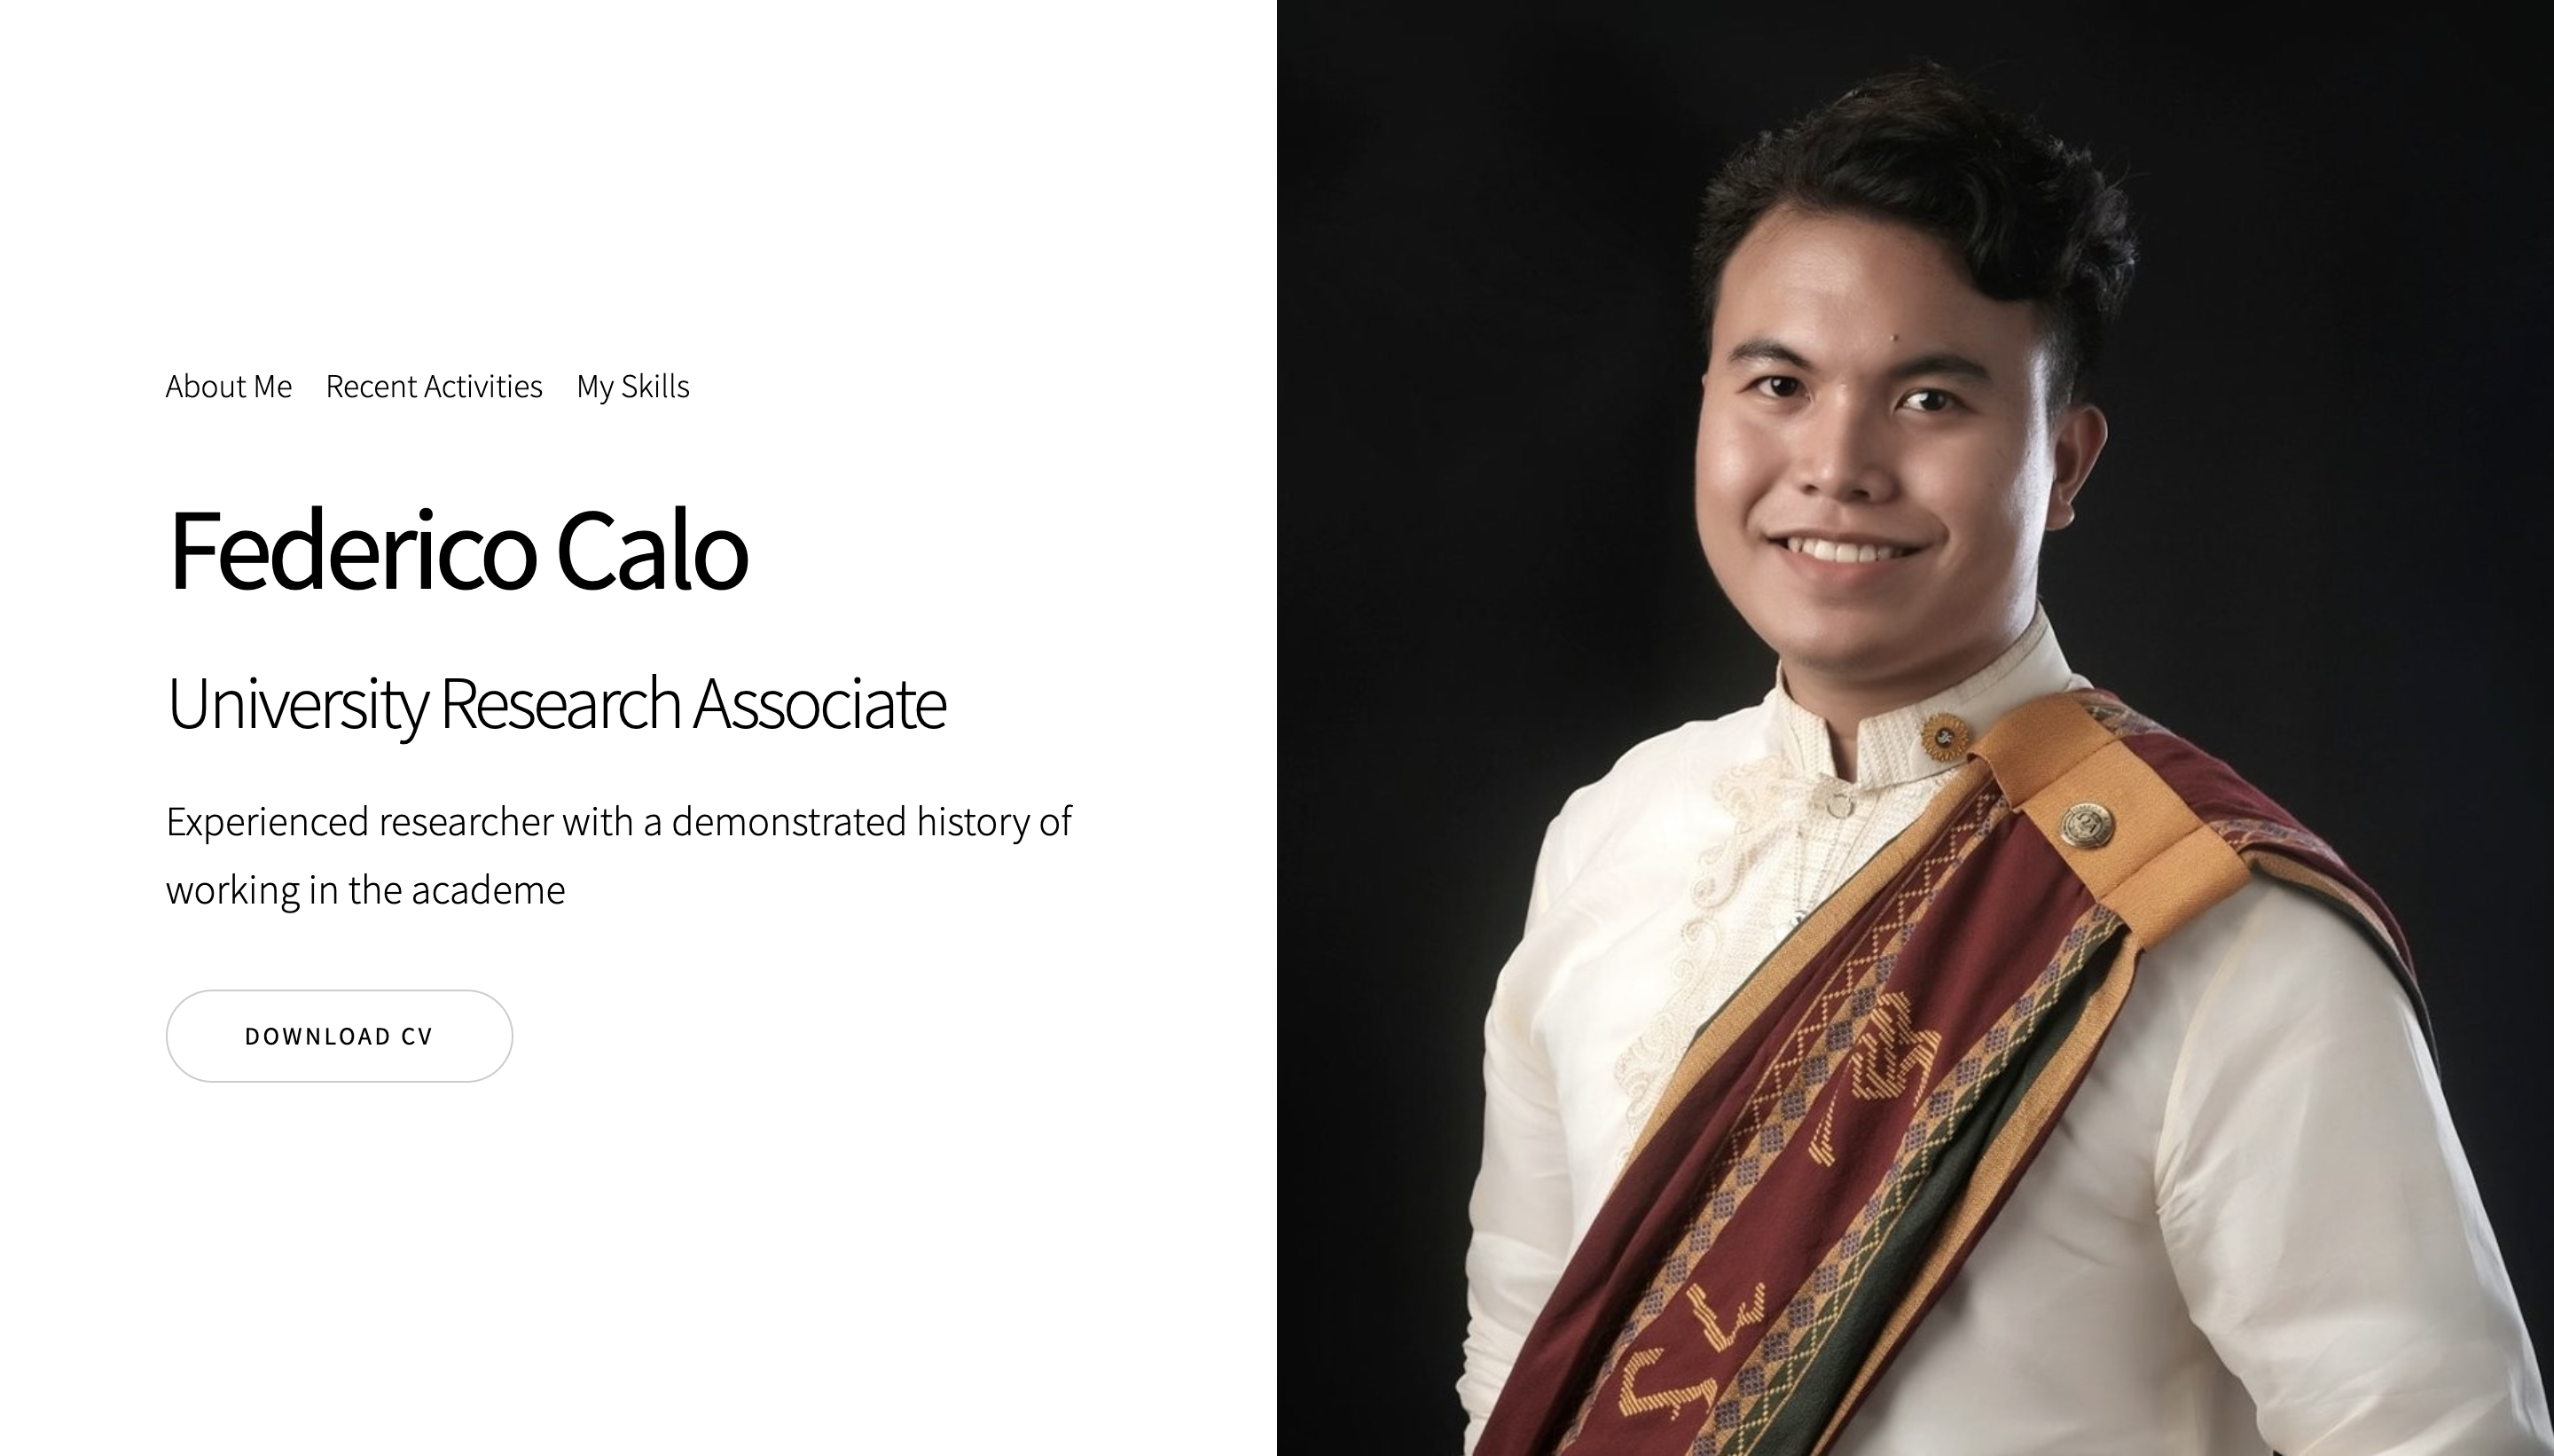 About Me Recent Activities My Skills
Federico Calo
University Research Associate
Experienced researcher with a demonstrated history of
working in the academe
DOWNLOAD CV